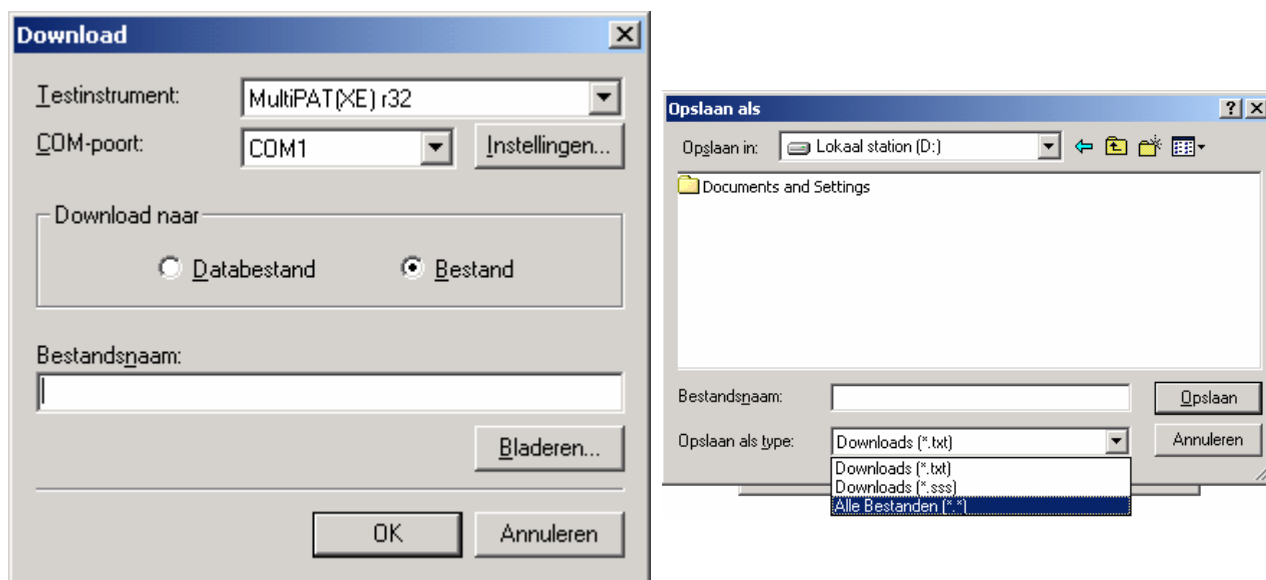 Download
Testinstrument: MultiPAT(XE) r32
COM-poort: COM1 Instellingen...
Download naar
Databestand Bestand
Bestandsnaam:
Bladeren...
OK Annuleren
Opslaan als
Opslaan in: Lokaal station (D:)
Documents and Settings
Bestandsnaam: Opslaan
Opslaan als type: Downloads (*.txt) Annuleren
Downloads (*.txt)
Downloads (*.sss)
Alle Bestanden (*.*)